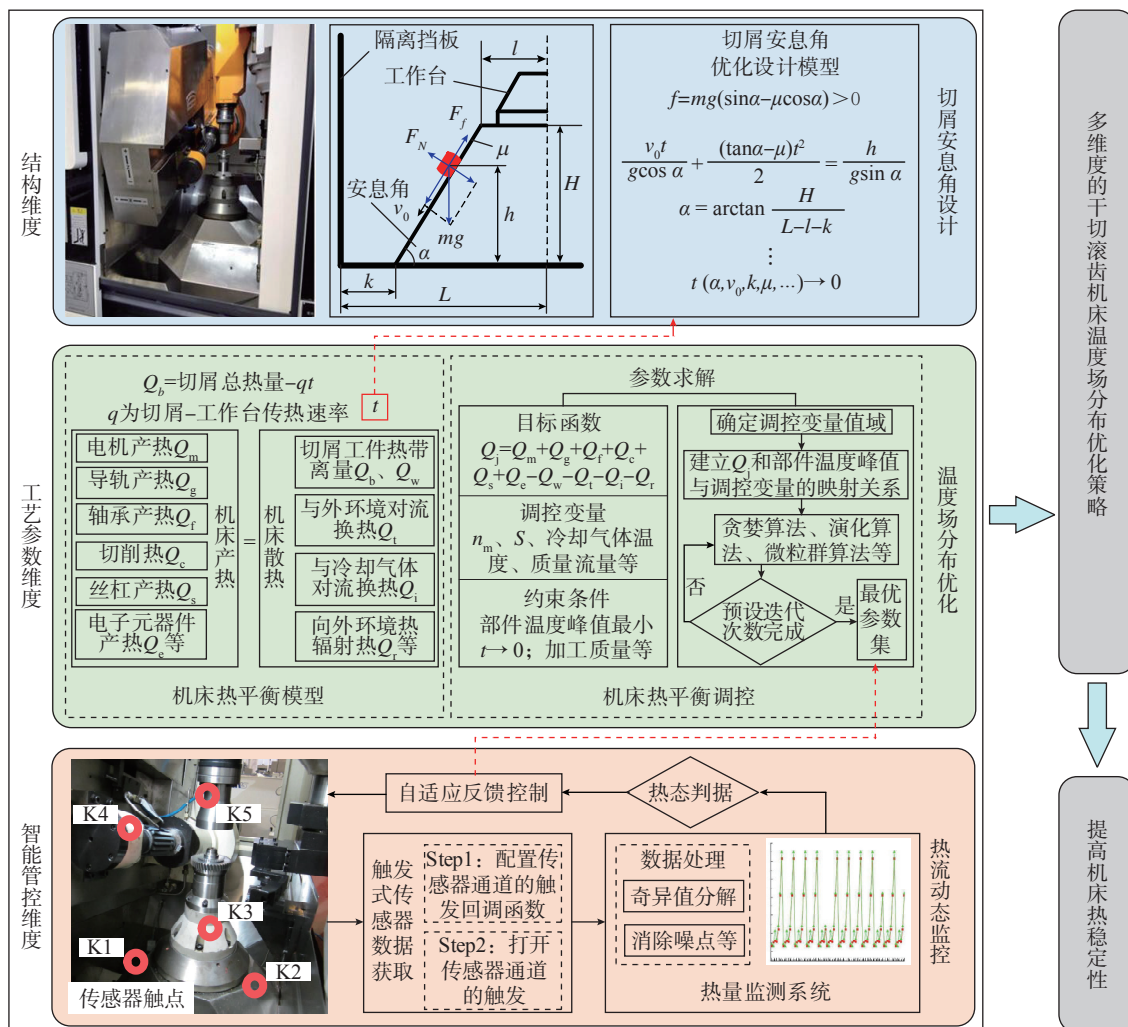 结构维度
隔离挡板
l
工作台
F_f
F_N
μ
安息角
v_0
mg
α
h
H
k
L
切屑安息角
优化设计模型
f=mg(sinα-μcosα)>0
v_0t/gcos α + (tanα-μ)t^2/2 = h/gsin α
α = arctan H/L-l-k
⋮
t (α,v_0,k,μ,...)→0
切屑安息角设计
工艺参数维度
Q_b=切屑总热量-qt
q为切屑-工作台传热速率
t
电机产热Q_m
导轨产热Q_g
轴承产热Q_f
切削热Q_c
丝杠产热Q_s
电子元器件
产热Q_e等
机床产热
=
机床散热
切屑工件热带
离量Q_b、Q_w
与外环境对流
换热Q_t
与冷却气体
对流换热Q_i
向外环境热
辐射热Q_r等
机床热平衡模型
参数求解
目标函数
Q_j=Q_m+Q_g+Q_f+Q_c+
Q_s+Q_e-Q_w-Q_t-Q_i-Q_r
调控变量
n_m、S、冷却气体温
度、质量流量等
约束条件
部件温度峰值最小
t→0；加工质量等
确定调控变量值域
建立Q_j和部件温度峰值
与调控变量的映射关系
贪婪算法、演化算
法、微粒群算法等
否
预设迭代
次数完成
是
最优
参数
集
机床热平衡调控
温度场分布优化
智能管控维度
K4
K5
K3
K1
K2
传感器触点
自适应反馈控制
热态判据
触发
式传
感器
数据
获取
Step1：配置传
感器通道的触
发回调函数
Step2：打开
传感器通道
的触发
数据处理
奇异值分解
消除噪点等
热量监测系统
热流动态监控
多维度的干切滚齿机床温度场分布优化策略
提高机床热稳定性